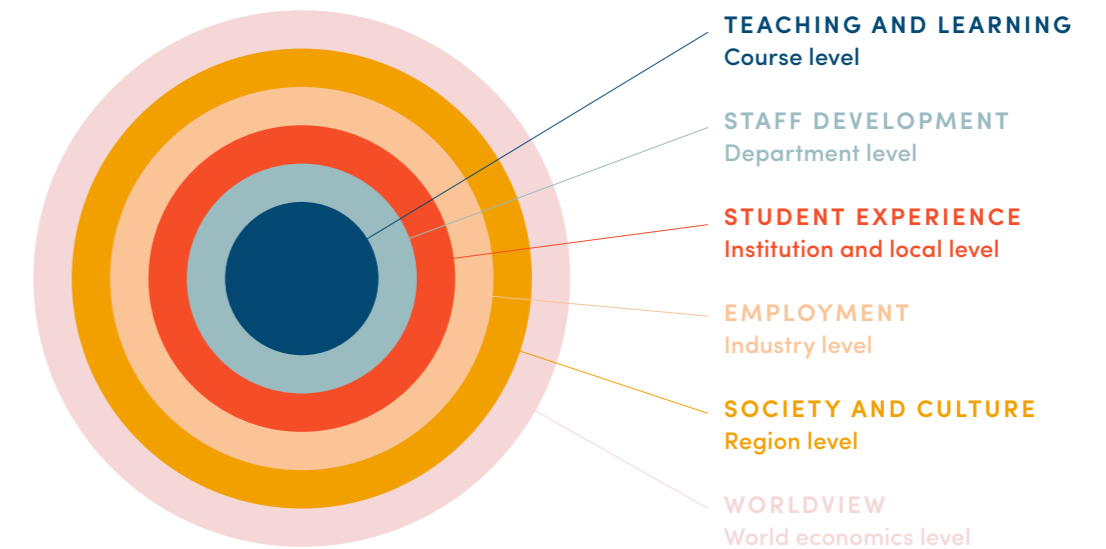 TEACHING AND LEARNING
Course level
STAFF DEVELOPMENT
Department level
STUDENT EXPERIENCE
Institution and local level
EMPLOYMENT
Industry level
SOCIETY AND CULTURE
Region level
WORLDVIEW
World economics level